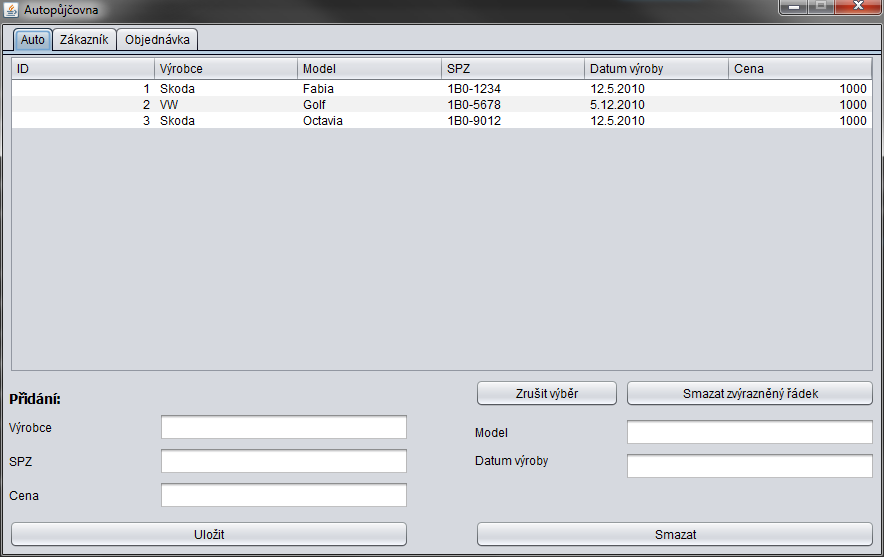 Autopůjčovna
Auto Zákazník Objednávka
ID Výrobce Model SPZ Datum výroby Cena
1 Skoda Fabia 1B0-1234 12.5.2010 1000
2 VW Golf 1B0-5678 5.12.2010 1000
3 Skoda Octavia 1B0-9012 12.5.2010 1000
Zrušit výběr Smazat zvýrazněný řádek
Přidání:
Výrobce Model
SPZ Datum výroby
Cena
Uložit Smazat